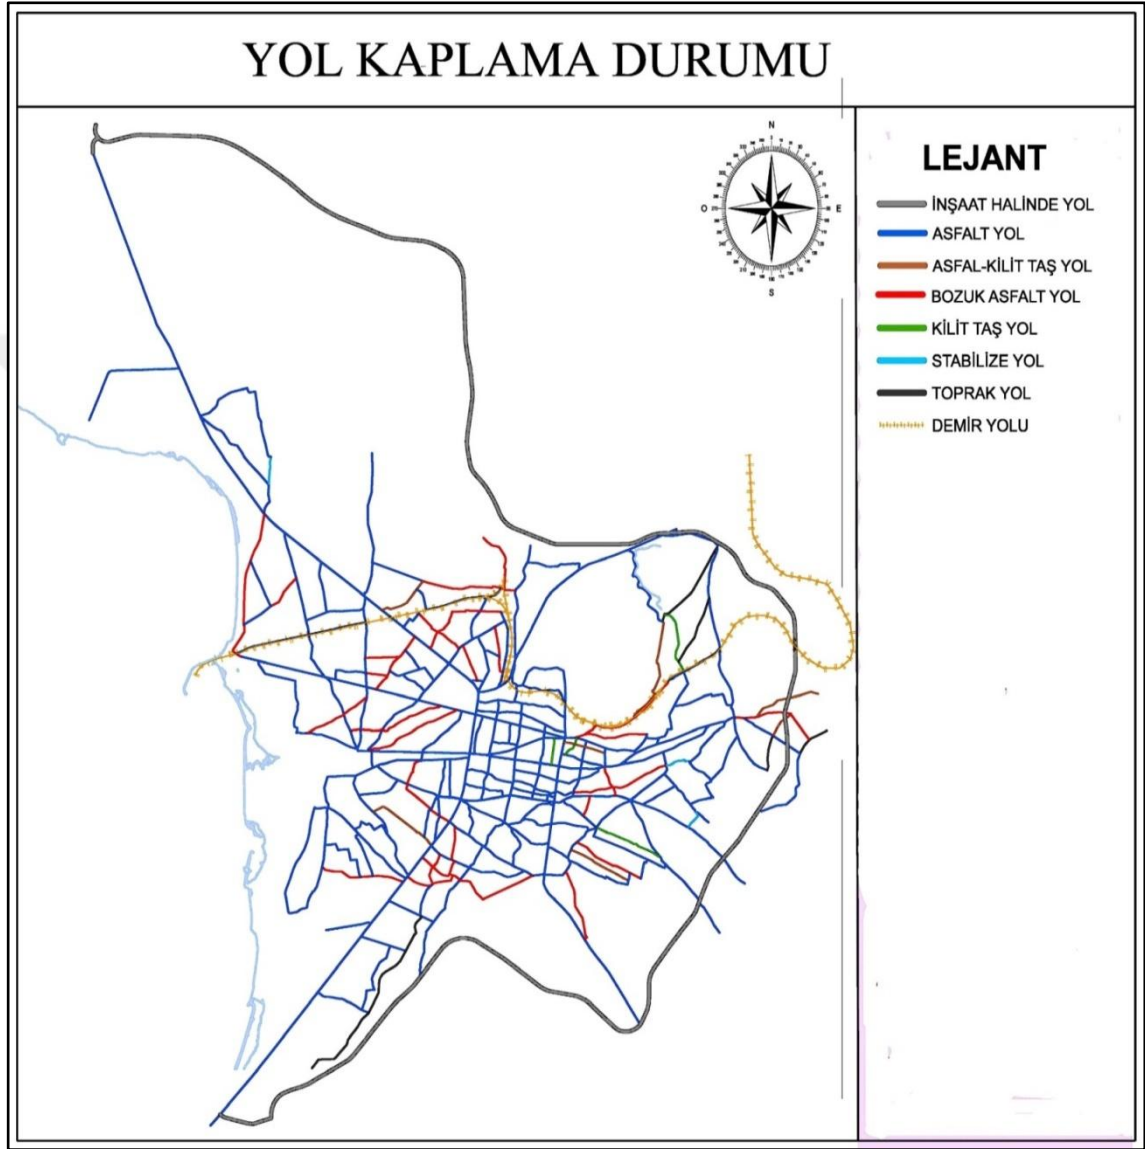 YOL KAPLAMA DURUMU
N
O
E
S
LEJANT
İNŞAAT HALİNDE YOL
ASFALT YOL
ASFAL-KİLİT TAŞ YOL
BOZUK ASFALT YOL
KİLİT TAŞ YOL
STABİLİZE YOL
TOPRAK YOL
DEMİR YOLU